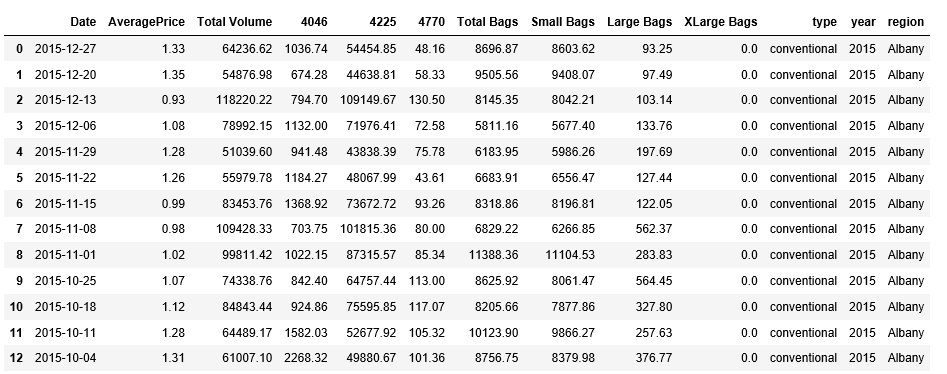 Date AveragePrice Total Volume 4046 4225 4770 Total Bags Small Bags Large Bags XLarge Bags type year region
0 2015-12-27 1.33 64236.62 1036.74 54454.85 48.16 8696.87 8603.62 93.25 0.0 conventional 2015 Albany
1 2015-12-20 1.35 54876.98 674.28 44638.81 58.33 9505.56 9408.07 97.49 0.0 conventional 2015 Albany
2 2015-12-13 0.93 118220.22 794.70 109149.67 130.50 8145.35 8042.21 103.14 0.0 conventional 2015 Albany
3 2015-12-06 1.08 78992.15 1132.00 71976.41 72.58 5811.16 5677.40 133.76 0.0 conventional 2015 Albany
4 2015-11-29 1.28 51039.60 941.48 43838.39 75.78 6183.95 5986.26 197.69 0.0 conventional 2015 Albany
5 2015-11-22 1.26 55979.78 1184.27 48067.99 43.61 6683.91 6556.47 127.44 0.0 conventional 2015 Albany
6 2015-11-15 0.99 83453.76 1368.92 73672.72 93.26 8318.86 8196.81 122.05 0.0 conventional 2015 Albany
7 2015-11-08 0.98 109428.33 703.75 101815.36 80.00 6829.22 6266.85 562.37 0.0 conventional 2015 Albany
8 2015-11-01 1.02 99811.42 1022.15 87315.57 85.34 11388.36 11104.53 283.83 0.0 conventional 2015 Albany
9 2015-10-25 1.07 74338.76 842.40 64757.44 113.00 8625.92 8061.47 564.45 0.0 conventional 2015 Albany
10 2015-10-18 1.12 84843.44 924.86 75595.85 117.07 8205.66 7877.86 327.80 0.0 conventional 2015 Albany
11 2015-10-11 1.28 64489.17 1582.03 52677.92 105.32 10123.90 9866.27 257.63 0.0 conventional 2015 Albany
12 2015-10-04 1.31 61007.10 2268.32 49880.67 101.36 8756.75 8379.98 376.77 0.0 conventional 2015 Albany